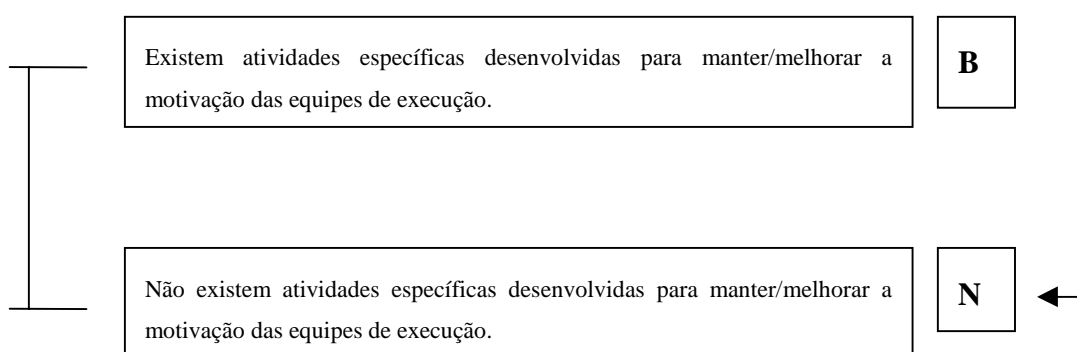 Existem atividades específicas desenvolvidas para manter/melhorar a
motivação das equipes de execução.
B
Não existem atividades específicas desenvolvidas para manter/melhorar a
motivação das equipes de execução.
N